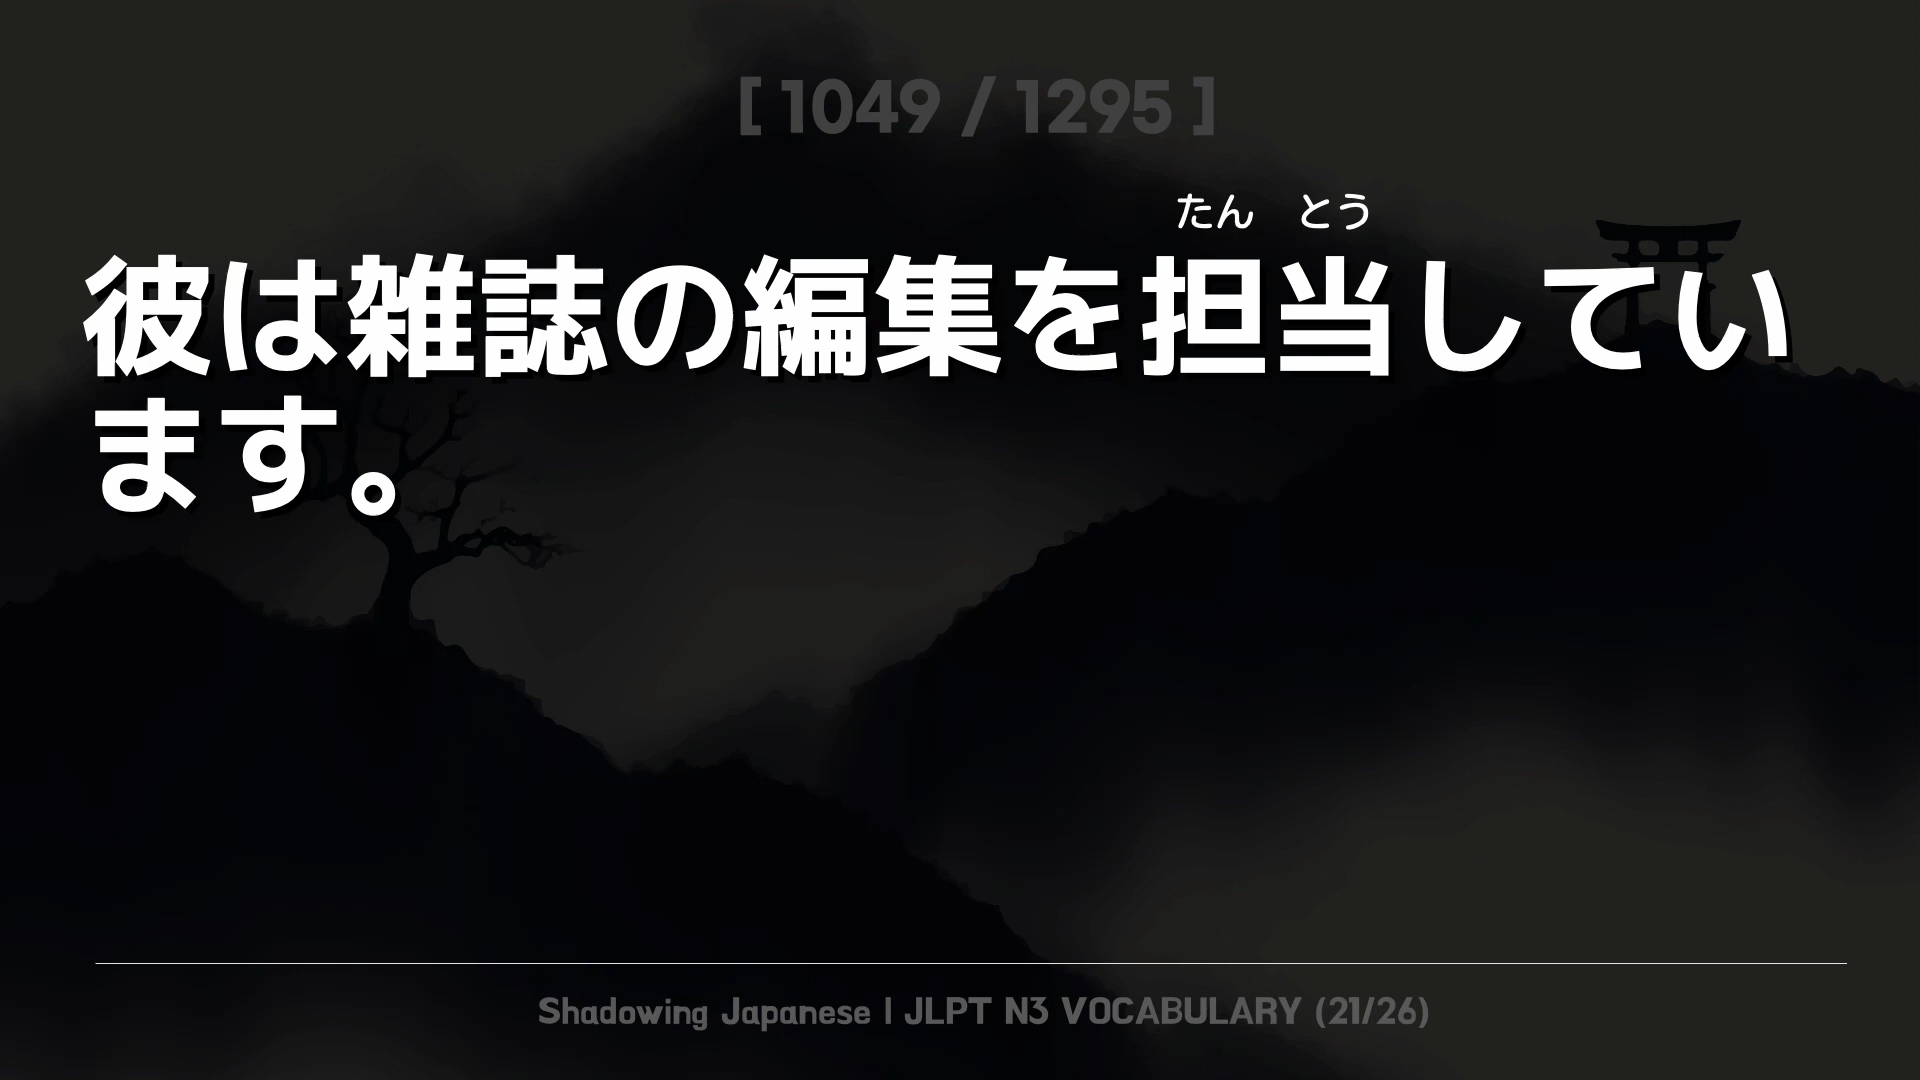 [ 1049 / 1295 ]
たん とう
彼は雑誌の編集を担当してい
ます。
Shadowing Japanese | JLPT N3 VOCABULARY (21/26)